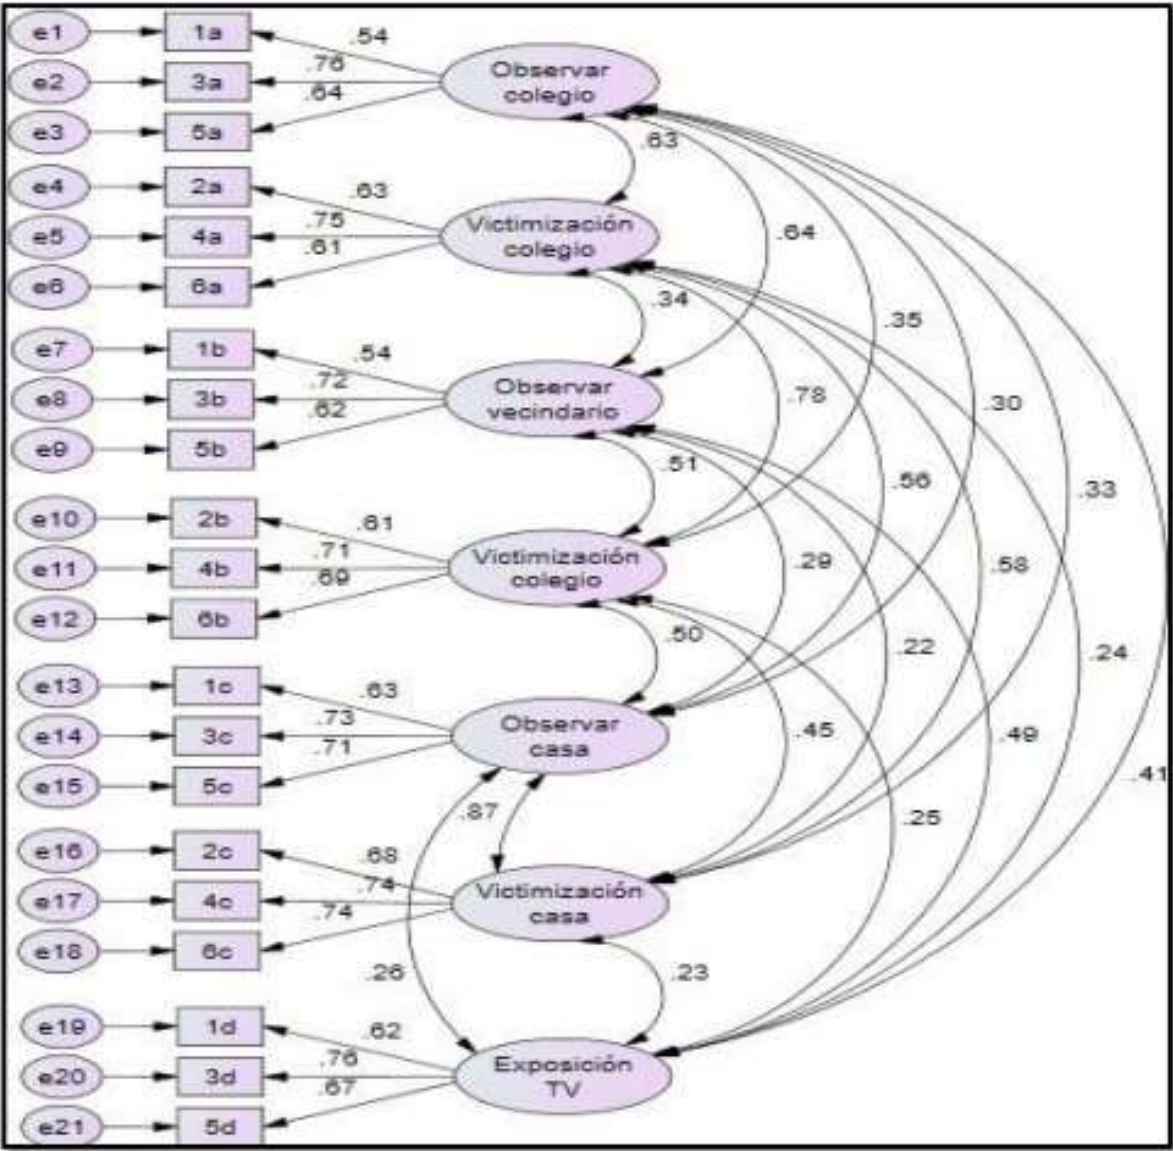 e1 1a .54
.76 Observar
e2 3a colegio
.64
e3 5a
.63
e4 2a .63
.75 Victimización
e5 4a colegio .64
.61
e6 6a
.34
.35
e7 1b .54
.72 Observar
e8 3b vecindario .78 .30
.62
e9 5b
.51
.56 .33
e10 2b .61
.71 Victimización
e11 4b colegio .29 .58
.69
e12 6b
.50
.22 .24
e13 1c .63
.73 Observar
e14 3c casa .45 .49
.71
e15 5c .41
.87
.25
e16 2c .68
.74 Victimización
e17 4c casa
.74
e18 6c
.26 .23
e19 1d .62
.76 Exposición
e20 3d TV
.67
e21 5d